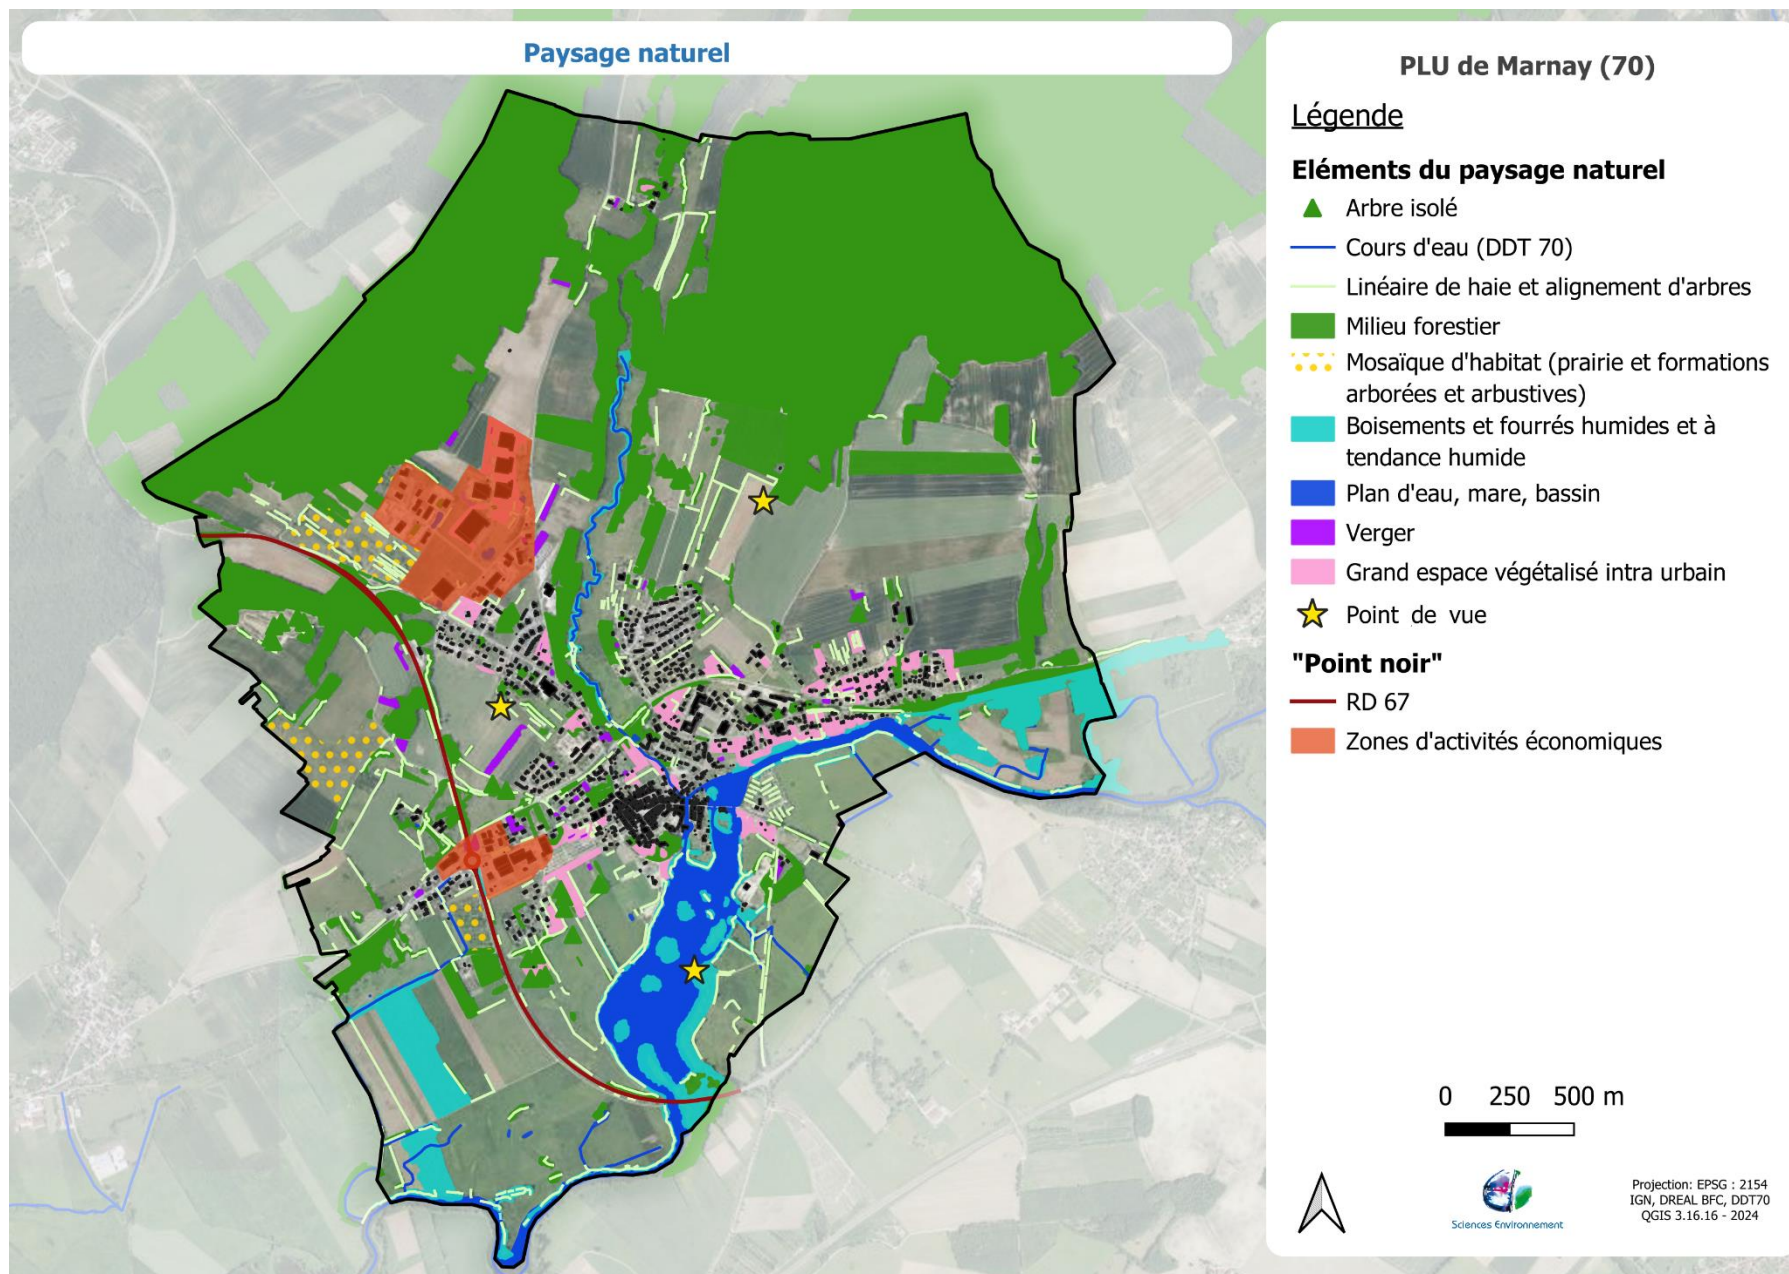 Paysage naturel
PLU de Marnay (70)
Légende
Eléments du paysage naturel
Arbre isolé
Cours d'eau (DDT 70)
Linéaire de haie et alignement d'arbres
Milieu forestier
Mosaïque d'habitat (prairie et formations
arborées et arbustives)
Boisements et fourrés humides et à
tendance humide
Plan d'eau, mare, bassin
Verger
Grand espace végétalisé intra urbain
Point de vue
"Point noir"
RD 67
Zones d'activités économiques
0 250 500 m
Sciences Environnement
Projection: EPSG : 2154
IGN, DREAL BFC, DDT70
QGIS 3.16.16 - 2024